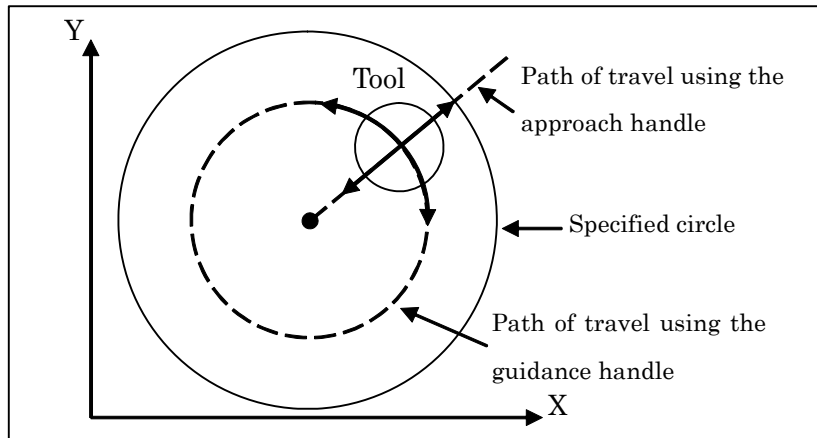 Y
Tool
Path of travel using the
approach handle
Specified circle
Path of travel using the
guidance handle
X